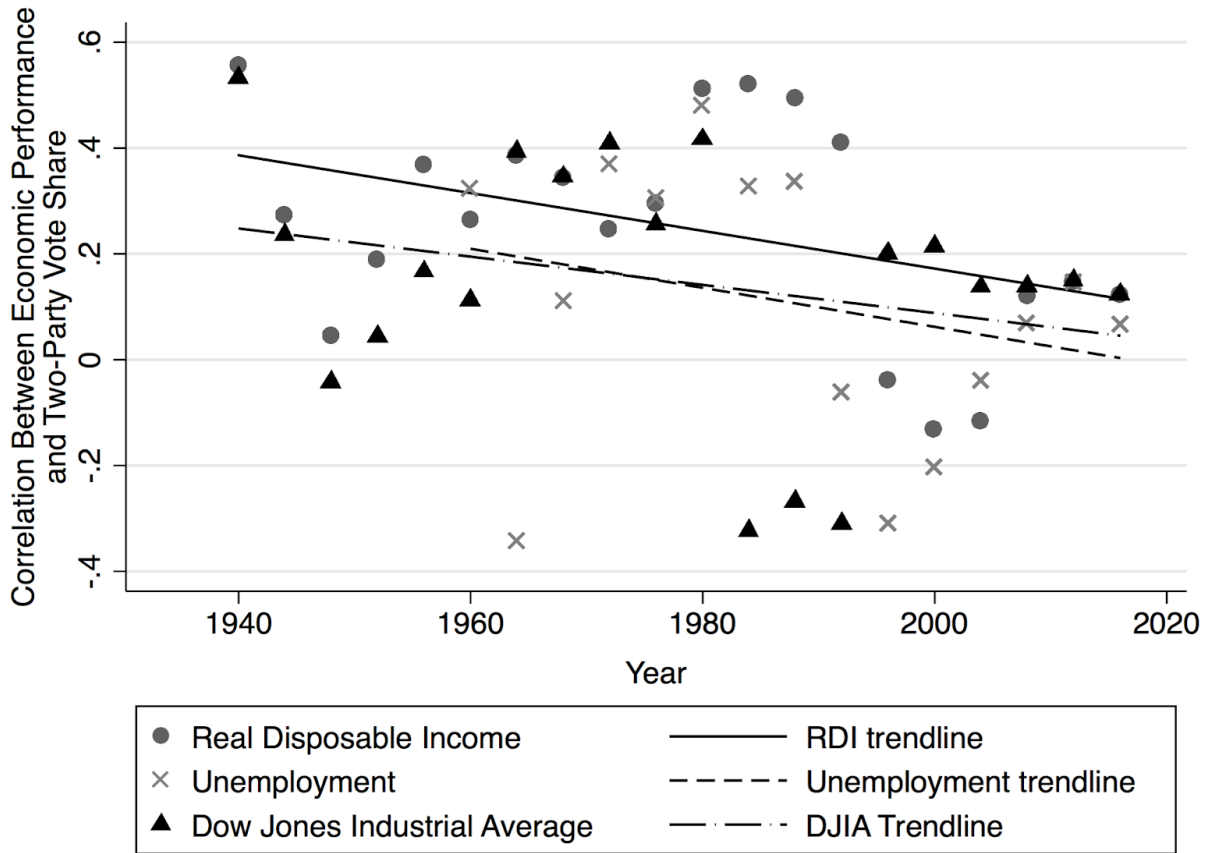 Correlation Between Economic Performance
and Two-Party Vote Share
.6
.4
.2
0
-.2
-.4
1940
1960
1980
2000
2020
Year
Real Disposable Income
RDI trendline
Unemployment
Unemployment trendline
Dow Jones Industrial Average
DJIA Trendline